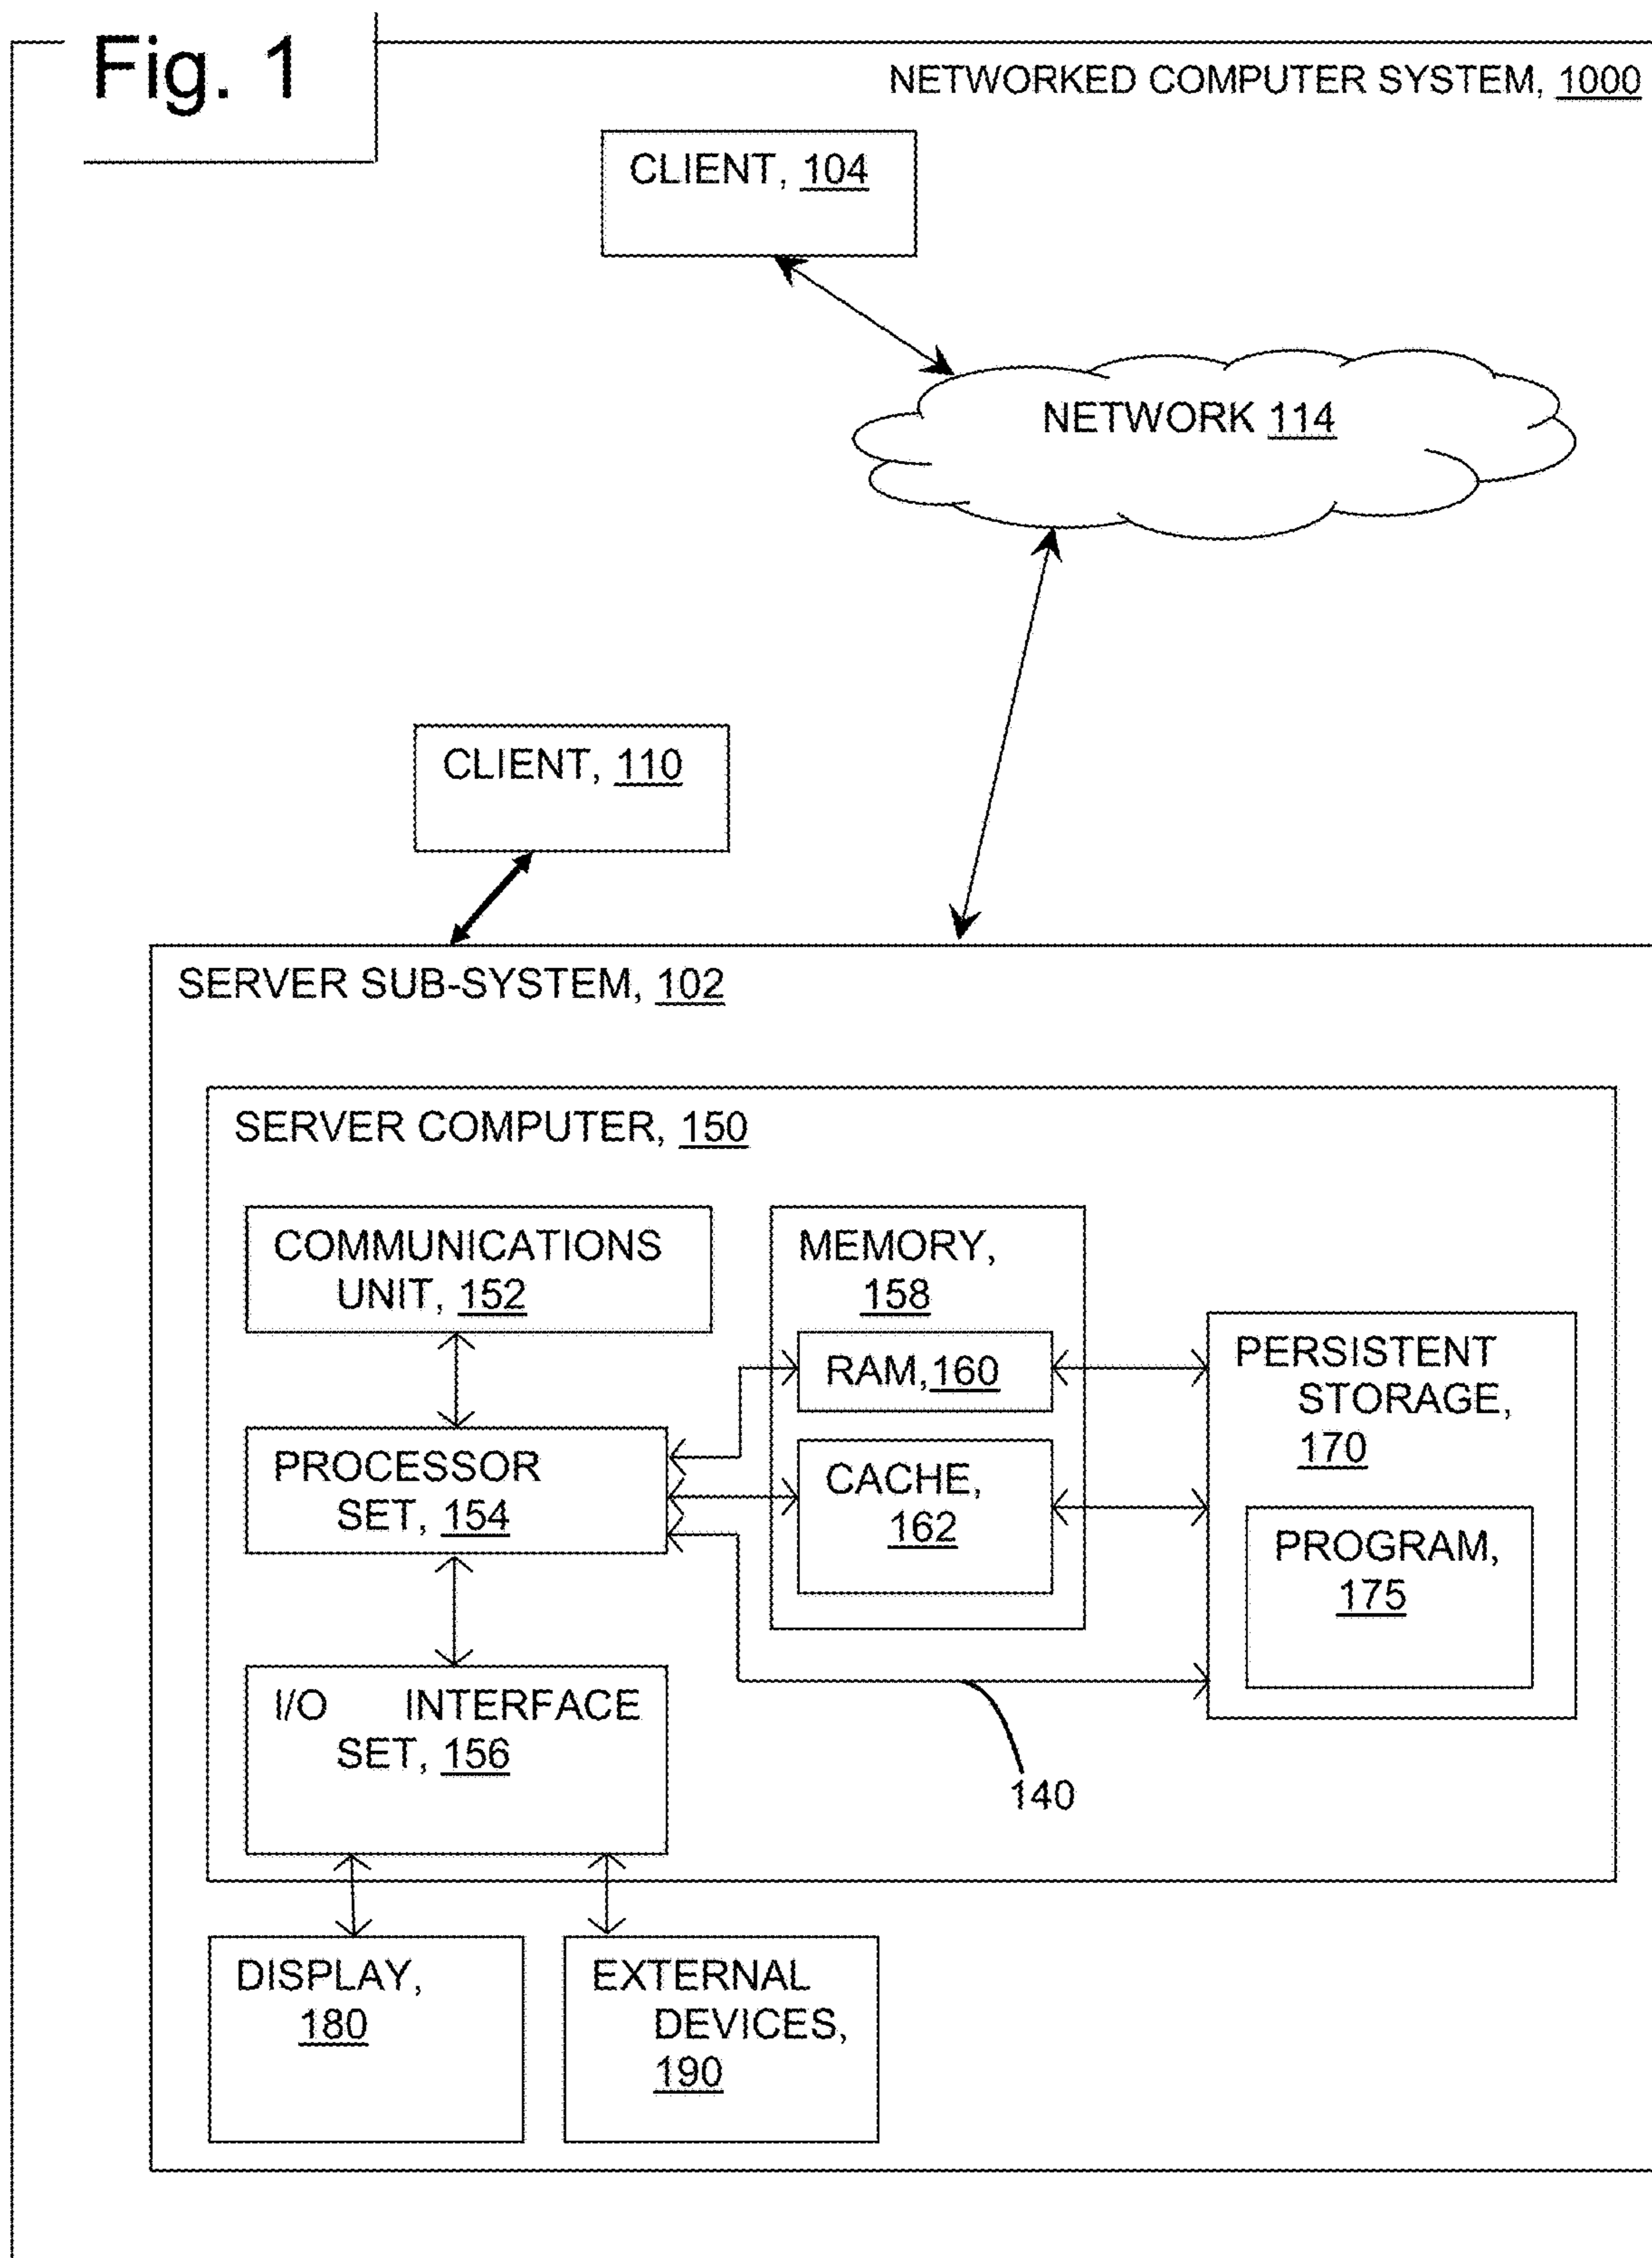 Fig. 1
NETWORKED COMPUTER SYSTEM, 1000
CLIENT, 104
NETWORK 114
CLIENT, 110
SERVER SUB-SYSTEM, 102
SERVER COMPUTER, 150
COMMUNICATIONS
UNIT, 152
MEMORY,
158
RAM,160
PERSISTENT
STORAGE,
170
PROCESSOR
SET, 154
CACHE,
162
PROGRAM,
175
I/O INTERFACE
SET, 156
140
DISPLAY,
180
EXTERNAL
DEVICES,
190